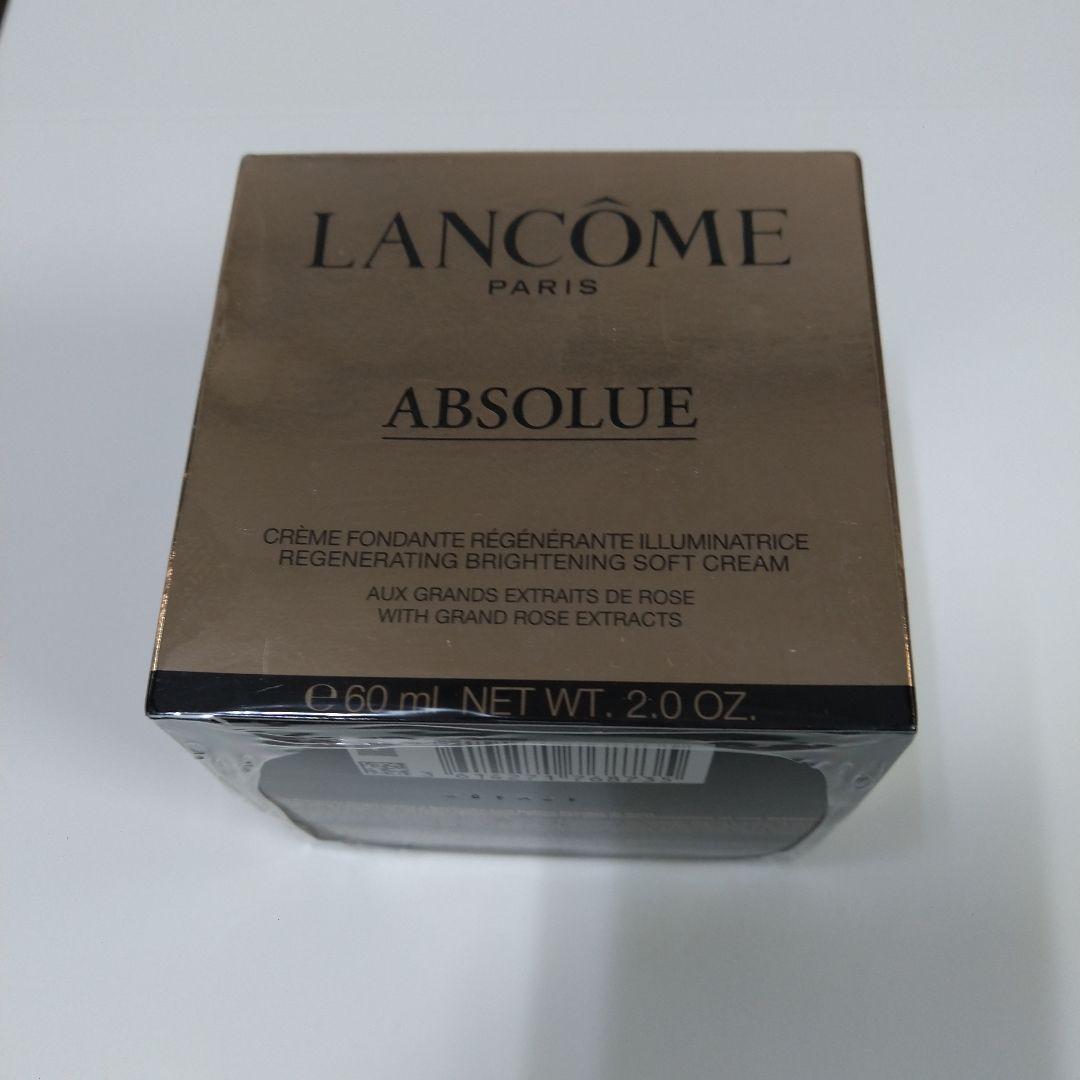 LANCÔME
PARIS
ABSOLUE
CRÈME FONDANTE RÉGÉNÉRANTE ILLUMINATRICE
REGENERATING BRIGHTENING SOFT CREAM
AUX GRANDS EXTRAITS DE ROSE
WITH GRAND ROSE EXTRACTS
℮ 60 ml NET WT. 2.0 OZ.